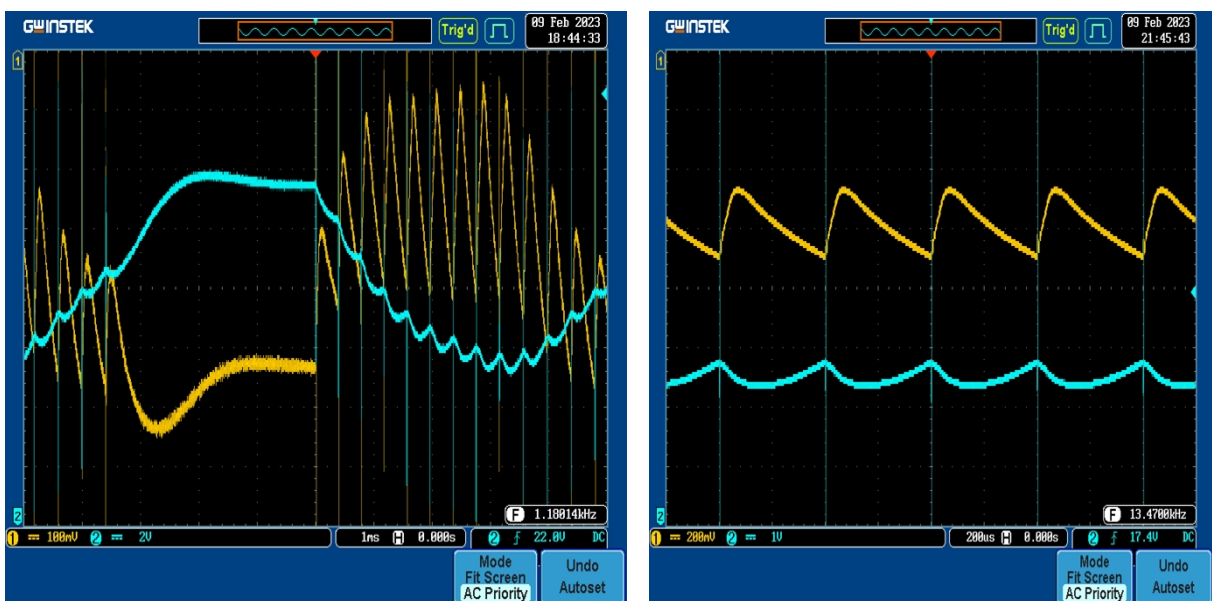 GWINSTEK
Trig'd
09 Feb 2023
18:44:33
1
2
F 1.18014kHz
1 100mV 2 2V
1ms H 0.000s
2 22.0V DC
Mode
Fit Screen
AC Priority
Undo
Autoset
GWINSTEK
Trig'd
09 Feb 2023
21:45:43
1
2
F 13.4700kHz
1 200mV 2 1V
200us H 0.000s
2 17.4V DC
Mode
Fit Screen
AC Priority
Undo
Autoset